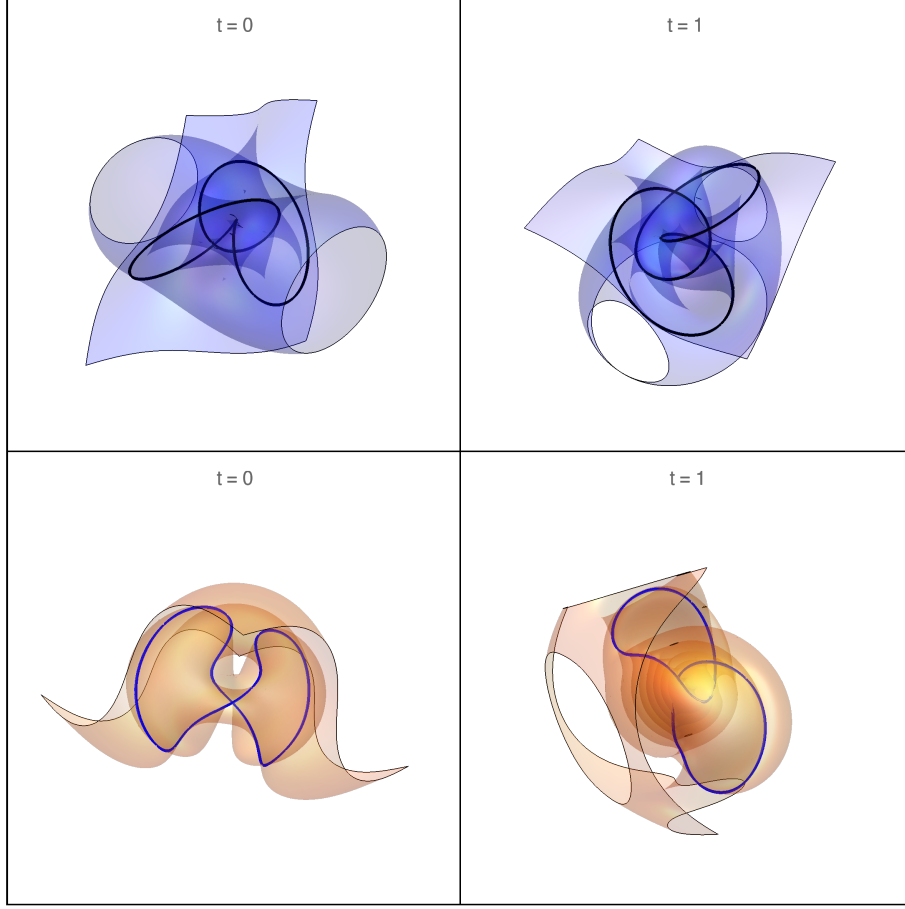 t = 0
t = 1
t = 0
t = 1